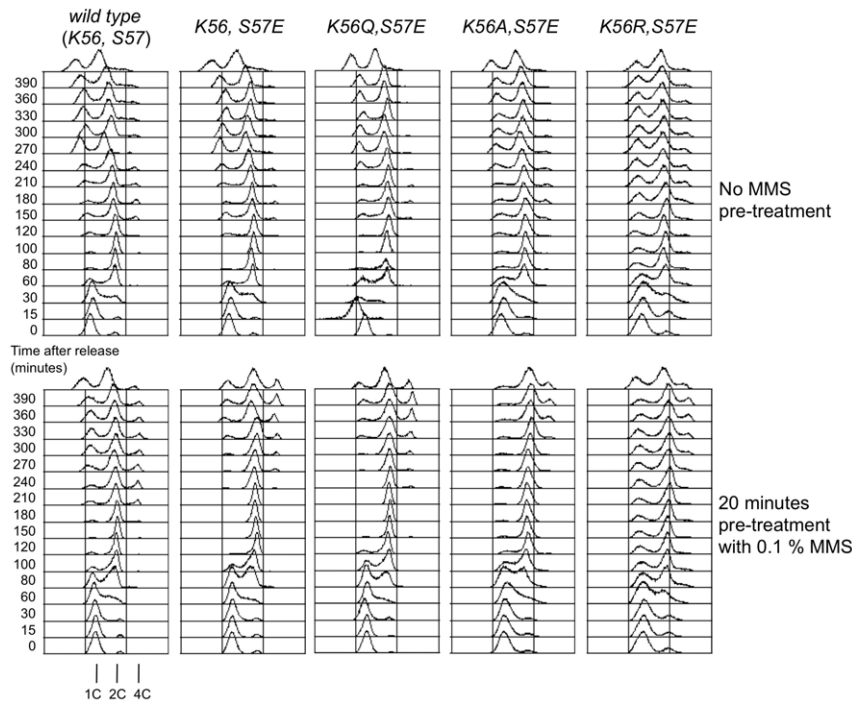 wild type
(K56, S57)
K56, S57E
K56Q,S57E
K56A,S57E
K56R,S57E
390
360
330
300
270
240
210
180
150
120
100
80
60
30
15
0
No MMS
pre-treatment
Time after release
(minutes)
390
360
330
300
270
240
210
180
150
120
100
80
60
30
15
0
20 minutes
pre-treatment
with 0.1 % MMS
1C 2C 4C